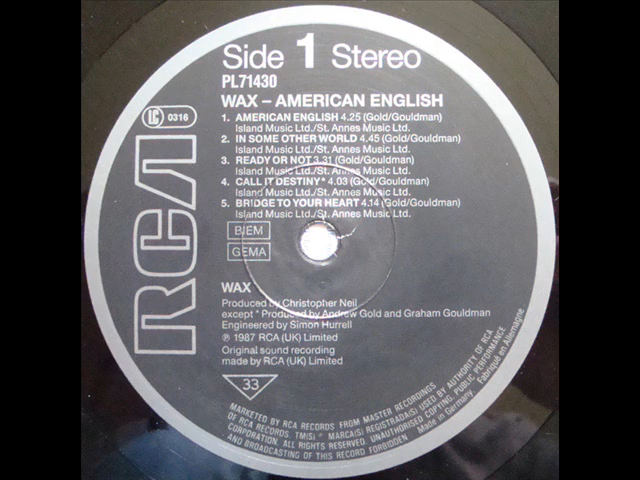 Side 1 Stereo
PL71430
WAX – AMERICAN ENGLISH
LC 0316
1. AMERICAN ENGLISH 4.25 (Gold/Gouldman)
Island Music Ltd./St. Annes Music Ltd.
2. IN SOME OTHER WORLD 4.45 (Gold/Gouldman)
Island Music Ltd./St. Annes Music Ltd.
3. READY OR NOT 3.31 (Gold/Gouldman)
Island Music Ltd./St. Annes Music Ltd.
4. CALL IT DESTINY* 4.03 (Gold/Gouldman)
Island Music Ltd./St. Annes Music Ltd.
5. BRIDGE TO YOUR HEART 4.14 (Gold/Gouldman)
Island Music Ltd./St. Annes Music Ltd.
RCA
BIEM
GEMA
WAX
Produced by Christopher Neil
except * Produced by Andrew Gold and Graham Gouldman
Engineered by Simon Hurrell
℗ 1987 RCA (UK) Limited
Original sound recording
made by RCA (UK) Limited
33
MARKETED BY RCA RECORDS FROM MASTER RECORDINGS
OF RCA RECORDS. TM(S) ® MARCA(S) REGISTRADA(S) USED BY AUTHORITY OF RCA
CORPORATION. ALL RIGHTS RESERVED. UNAUTHORISED COPYING, PUBLIC PERFORMANCE
AND BROADCASTING OF THIS RECORD FORBIDDEN
Made in Germany.
Fabriqué en Allemagne